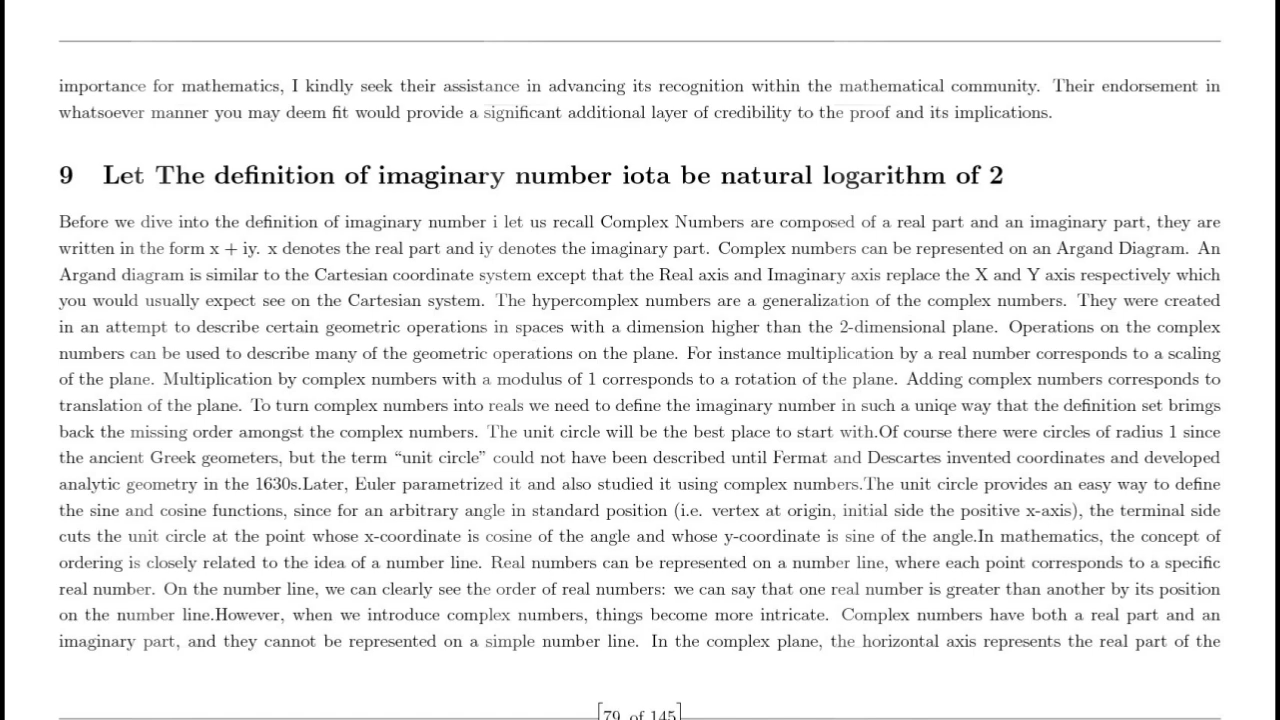 importance for mathematics, I kindly seek their assistance in advancing its recognition within the mathematical community. Their endorsement in
whatsoever manner you may deem fit would provide a significant additional layer of credibility to the proof and its implications.
9 Let The definition of imaginary number iota be natural logarithm of 2
Before we dive into the definition of imaginary number i let us recall Complex Numbers are composed of a real part and an imaginary part, they are
written in the form x + iy. x denotes the real part and iy denotes the imaginary part. Complex numbers can be represented on an Argand Diagram. An
Argand diagram is similar to the Cartesian coordinate system except that the Real axis and Imaginary axis replace the X and Y axis respectively which
you would usually expect see on the Cartesian system. The hypercomplex numbers are a generalization of the complex numbers. They were created
in an attempt to describe certain geometric operations in spaces with a dimension higher than the 2-dimensional plane. Operations on the complex
numbers can be used to describe many of the geometric operations on the plane. For instance multiplication by a real number corresponds to a scaling
of the plane. Multiplication by complex numbers with a modulus of 1 corresponds to a rotation of the plane. Adding complex numbers corresponds to
translation of the plane. To turn complex numbers into reals we need to define the imaginary number in such a uniqe way that the definition set brimgs
back the missing order amongst the complex numbers. The unit circle will be the best place to start with.Of course there were circles of radius 1 since
the ancient Greek geometers, but the term “unit circle” could not have been described until Fermat and Descartes invented coordinates and developed
analytic geometry in the 1630s.Later, Euler parametrized it and also studied it using complex numbers.The unit circle provides an easy way to define
the sine and cosine functions, since for an arbitrary angle in standard position (i.e. vertex at origin, initial side the positive x-axis), the terminal side
cuts the unit circle at the point whose x-coordinate is cosine of the angle and whose y-coordinate is sine of the angle.In mathematics, the concept of
ordering is closely related to the idea of a number line. Real numbers can be represented on a number line, where each point corresponds to a specific
real number. On the number line, we can clearly see the order of real numbers: we can say that one real number is greater than another by its position
on the number line.However, when we introduce complex numbers, things become more intricate. Complex numbers have both a real part and an
imaginary part, and they cannot be represented on a simple number line. In the complex plane, the horizontal axis represents the real part of the
79 of 145